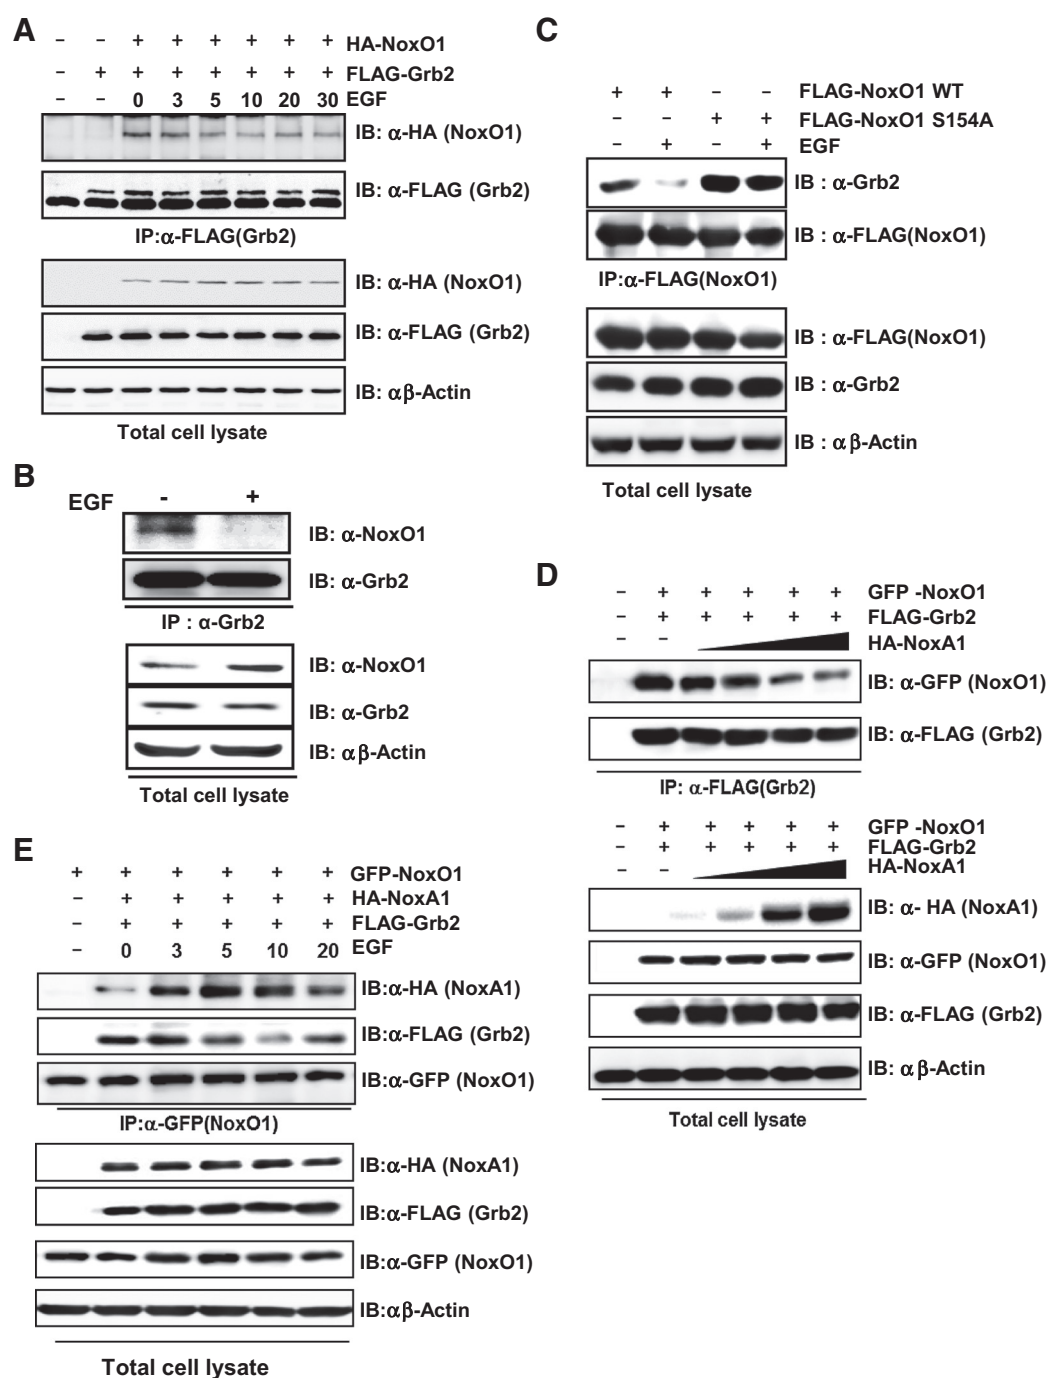 A
– – + + + + + + HA-NoxO1
– + + + + + + + FLAG-Grb2
– – 0 3 5 10 20 30 EGF
IB: α-HA (NoxO1)
IB: α-FLAG (Grb2)
IP:α-FLAG(Grb2)
IB: α-HA (NoxO1)
IB: α-FLAG (Grb2)
IB: αβ-Actin
Total cell lysate
B
EGF - +
IB: α-NoxO1
IB: α-Grb2
IP : α-Grb2
IB: α-NoxO1
IB: α-Grb2
IB: αβ-Actin
Total cell lysate
C
+ + – – FLAG-NoxO1 WT
– – + + FLAG-NoxO1 S154A
– + – + EGF
IB : α-Grb2
IB : α-FLAG(NoxO1)
IP:α-FLAG(NoxO1)
IB : α-FLAG(NoxO1)
IB : α-Grb2
IB : αβ-Actin
Total cell lysate
D
– + + + + + GFP -NoxO1
– + + + + + FLAG-Grb2
– – HA-NoxA1
IB: α-GFP (NoxO1)
IB: α-FLAG (Grb2)
IP: α-FLAG(Grb2)
– + + + + + GFP -NoxO1
– + + + + + FLAG-Grb2
– – HA-NoxA1
IB: α- HA (NoxA1)
IB: α-GFP (NoxO1)
IB: α-FLAG (Grb2)
IB: αβ-Actin
Total cell lysate
E
+ + + + + + GFP-NoxO1
– + + + + + HA-NoxA1
– + + + + + FLAG-Grb2
– 0 3 5 10 20 EGF
IB:α-HA (NoxA1)
IB:α-FLAG (Grb2)
IB:α-GFP (NoxO1)
IP:α-GFP(NoxO1)
IB:α-HA (NoxA1)
IB:α-FLAG (Grb2)
IB:α-GFP (NoxO1)
IB:αβ-Actin
Total cell lysate